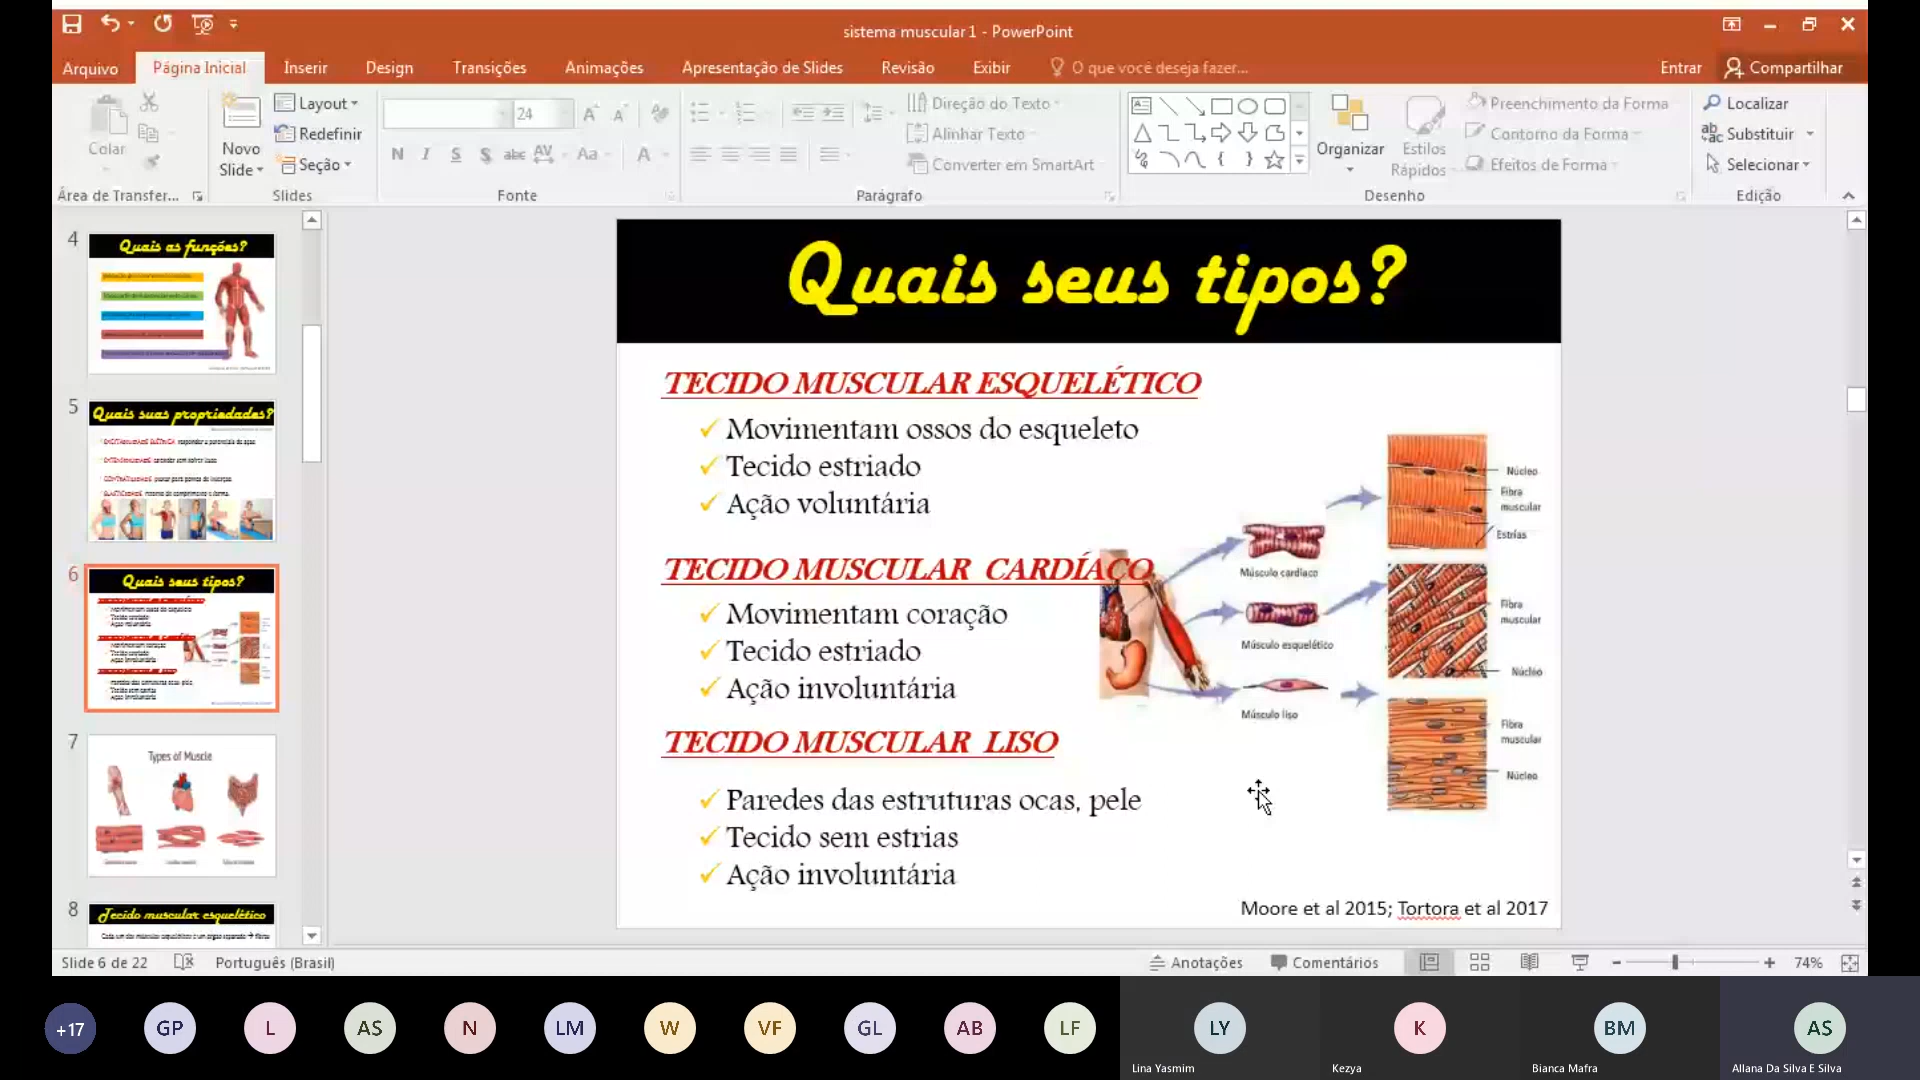 sistema muscular 1 - PowerPoint
Arquivo
Página Inicial
Inserir
Design
Transições
Animações
Apresentação de Slides
Revisão
Exibir
O que você deseja fazer...
Entrar
Compartilhar
Colar
Novo
Slide
Layout
Redefinir
Seção
24
N I S S abc AV Aa A
Direção do Texto
Alinhar Texto
Converter em SmartArt
Organizar
Estilos
Rápidos
Preenchimento da Forma
Contorno da Forma
Efeitos de Forma
Localizar
Substituir
Selecionar
Área de Transfer...
Slides
Fonte
Parágrafo
Desenho
Edição
4
Quais as funções?
5
Quais suas propriedades?
6
Quais seus tipos?
7
Types of Muscle
8
Tecido muscular esquelético
Quais seus tipos?
TECIDO MUSCULAR ESQUELÉTICO
✓ Movimentam ossos do esqueleto
✓ Tecido estriado
✓ Ação voluntária
TECIDO MUSCULAR CARDÍACO
✓ Movimentam coração
✓ Tecido estriado
✓ Ação involuntária
TECIDO MUSCULAR LISO
✓ Paredes das estruturas ocas, pele
✓ Tecido sem estrias
✓ Ação involuntária
Músculo cardíaco
Músculo esquelético
Músculo liso
Núcleo
Fibra
muscular
Estrías
Fibra
muscular
Núcleo
Fibra
muscular
Núcleo
Moore et al 2015; Tortora et al 2017
Slide 6 de 22
Português (Brasil)
Anotações
Comentários
74%
+17
GP
L
AS
N
LM
W
VF
GL
AB
LF
LY
K
BM
AS
Lina Yasmim
Kezya
Bianca Mafra
Allana Da Silva E Silva